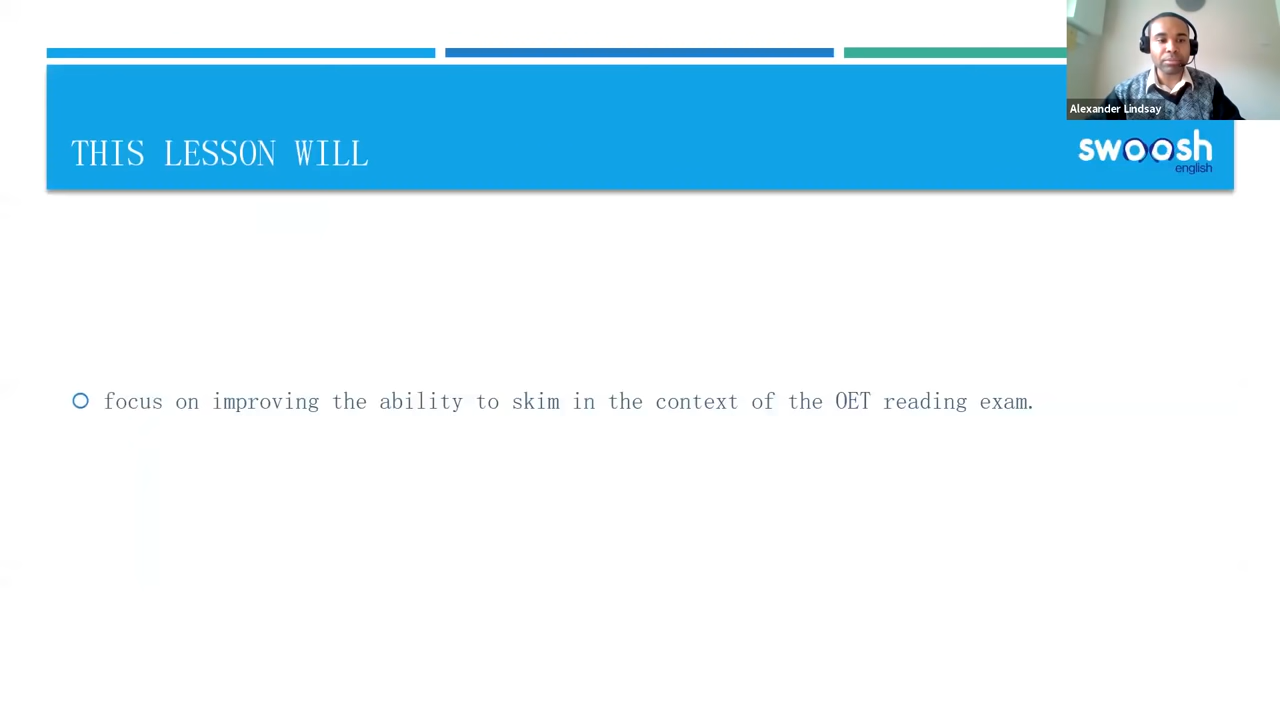 Alexander Lindsay
THIS LESSON WILL
swoosh
english
focus on improving the ability to skim in the context of the OET reading exam.